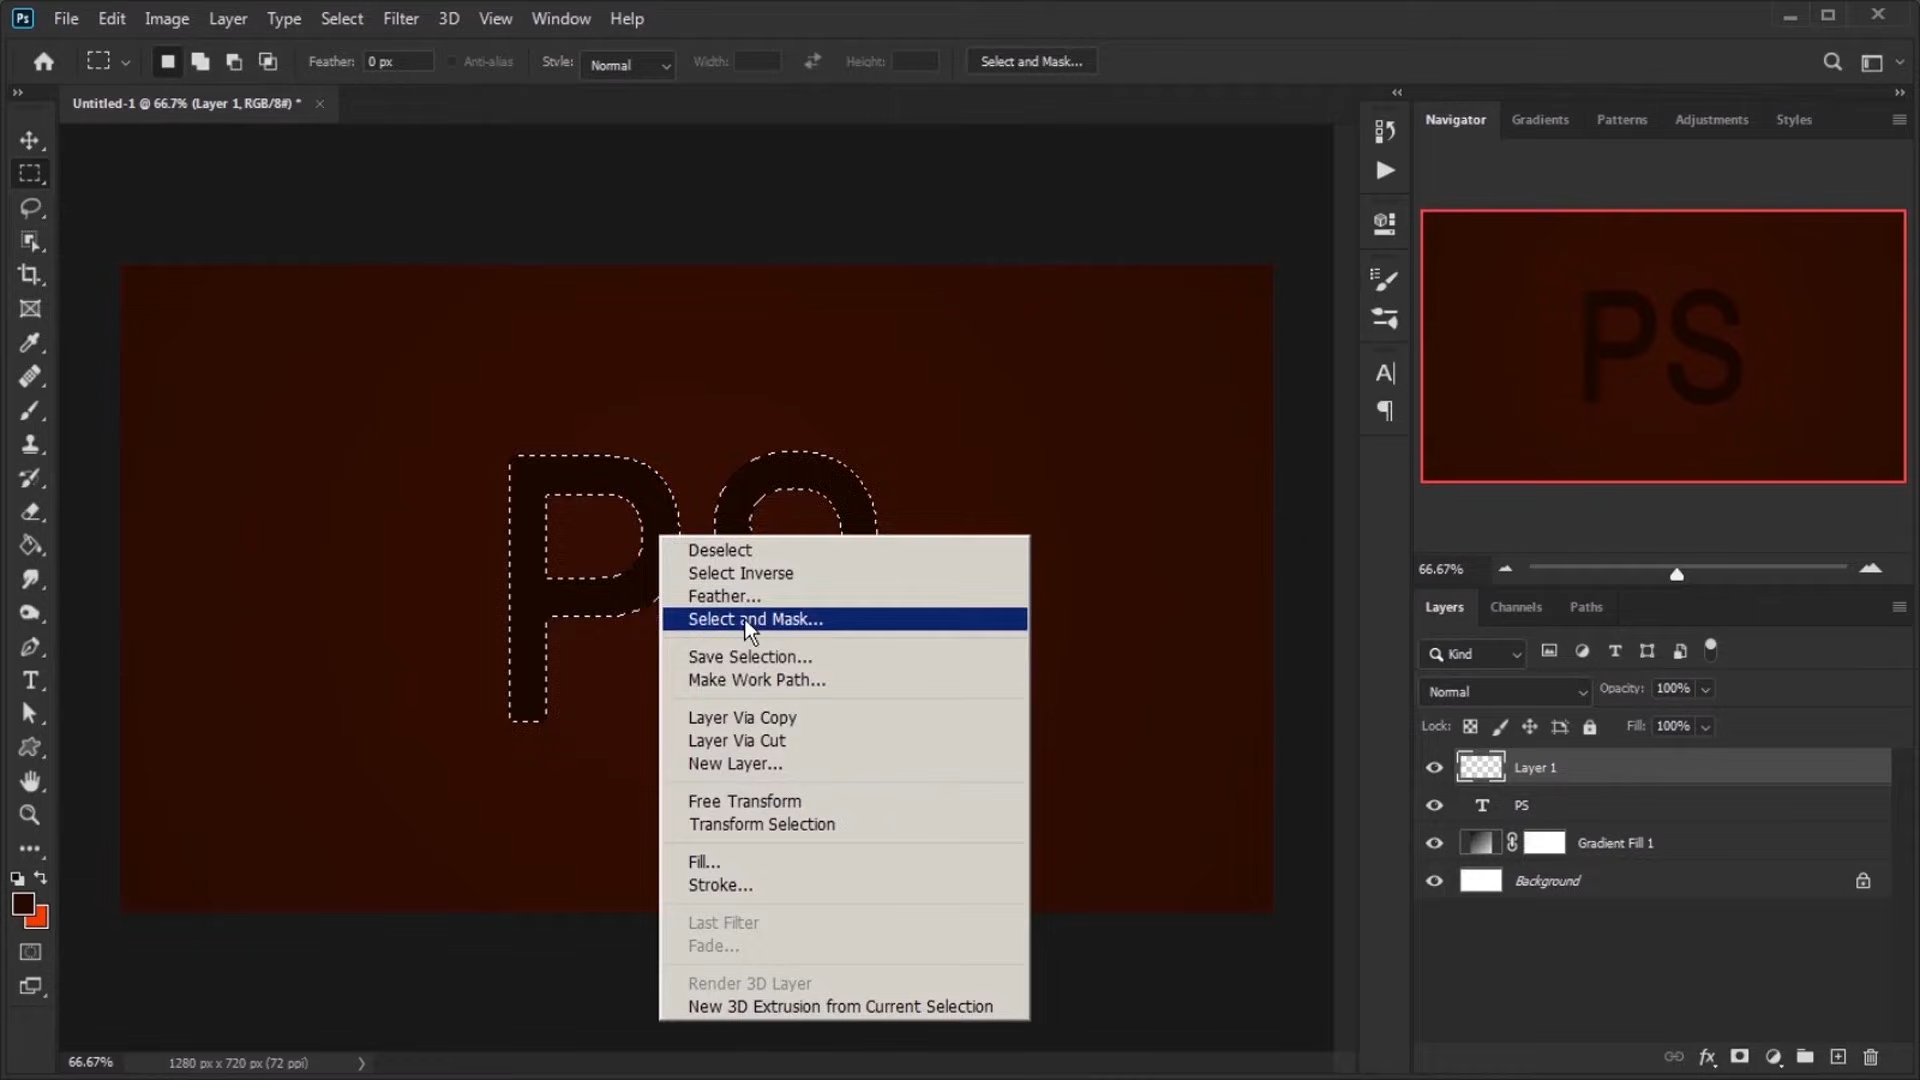 Ps File Edit Image Layer Type Select Filter 3D View Window Help
Feather: 0 px Anti-alias Style: Normal Width: Height: Select and Mask...
Untitled-1 @ 66.7% (Layer 1, RGB/8#) *
Navigator Gradients Patterns Adjustments Styles
PS
PS
Deselect
Select Inverse
Feather...
Select and Mask...
Save Selection...
Make Work Path...
Layer Via Copy
Layer Via Cut
New Layer...
Free Transform
Transform Selection
Fill...
Stroke...
Last Filter
Fade...
Render 3D Layer
New 3D Extrusion from Current Selection
66.67%
Layers Channels Paths
Kind
Normal Opacity: 100%
Lock: Fill: 100%
Layer 1
PS
Gradient Fill 1
Background
66.67% 1280 px x 720 px (72 ppi)